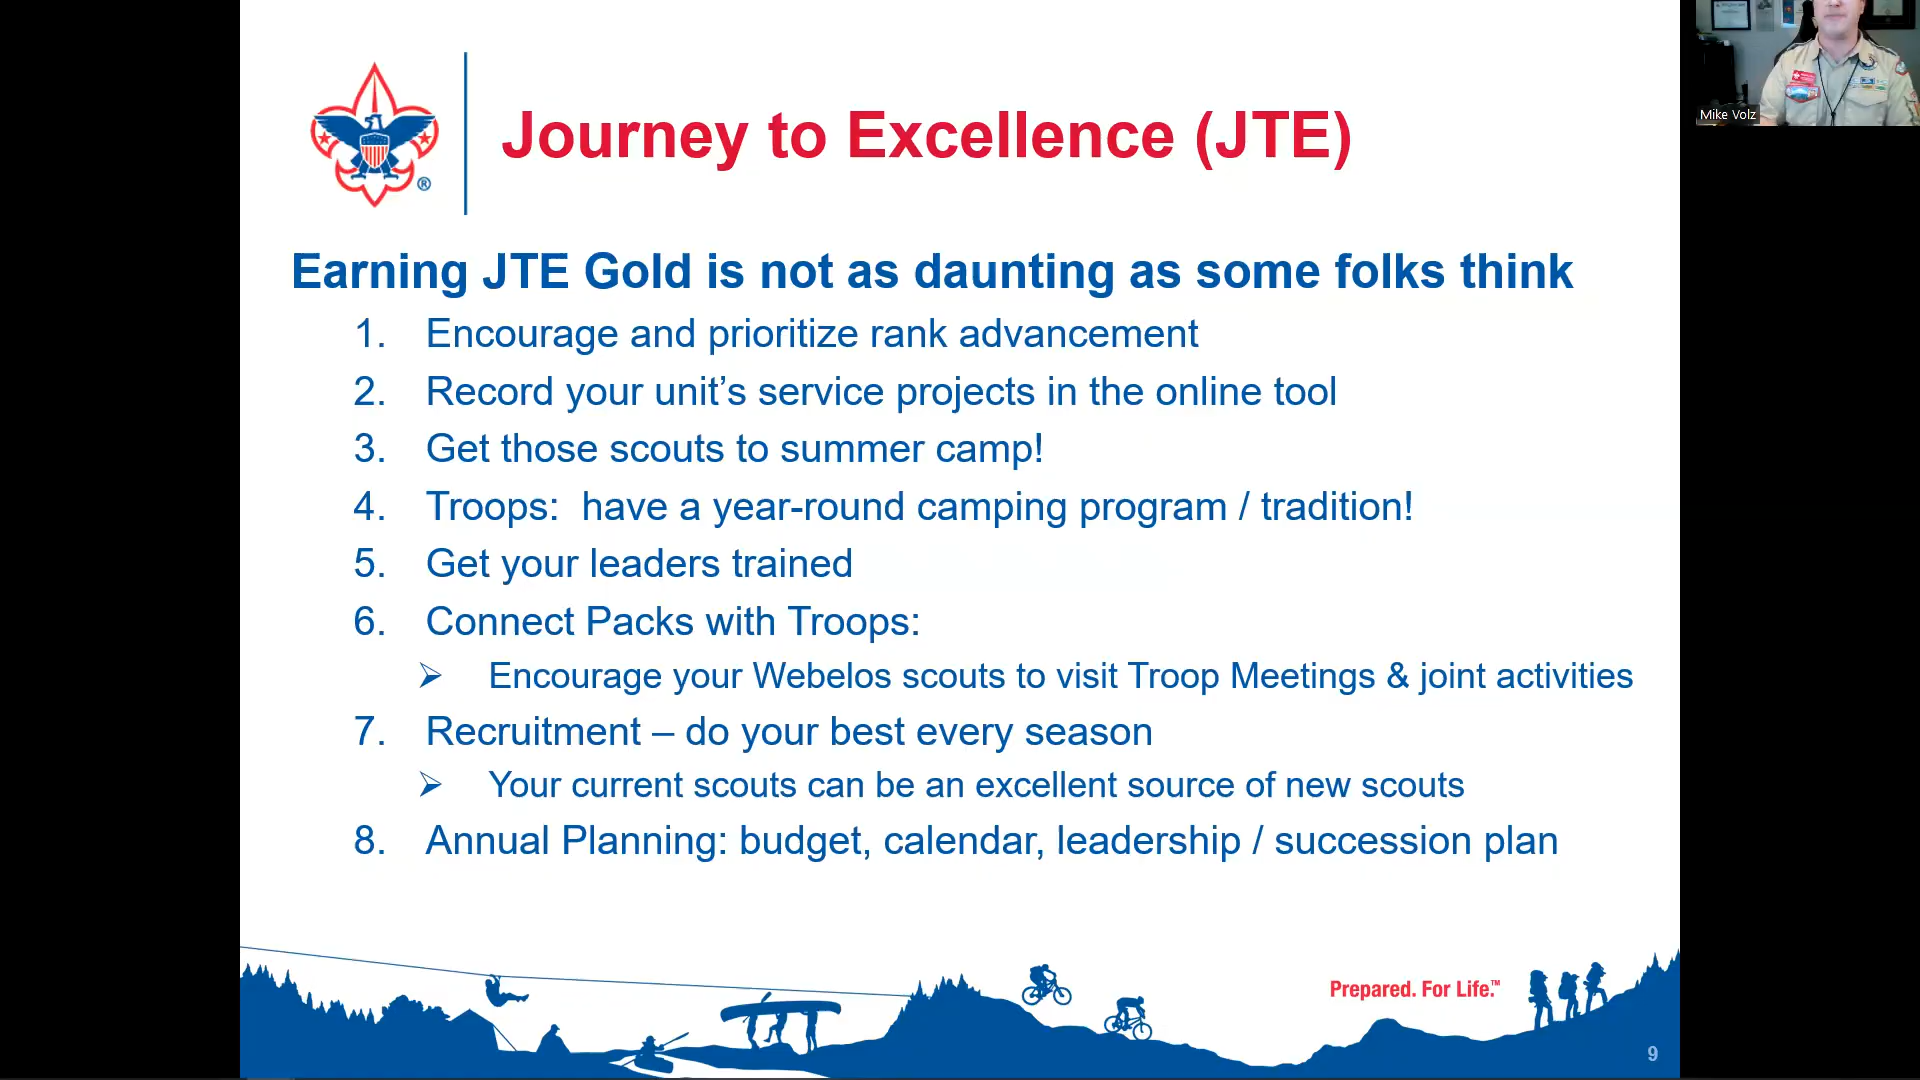 Journey to Excellence (JTE)
Mike Volz
®
Earning JTE Gold is not as daunting as some folks think
1. Encourage and prioritize rank advancement
2. Record your unit’s service projects in the online tool
3. Get those scouts to summer camp!
4. Troops:  have a year-round camping program / tradition!
5. Get your leaders trained
6. Connect Packs with Troops:
➢ Encourage your Webelos scouts to visit Troop Meetings & joint activities
7. Recruitment – do your best every season
➢ Your current scouts can be an excellent source of new scouts
8. Annual Planning: budget, calendar, leadership / succession plan
Prepared. For Life.™
9